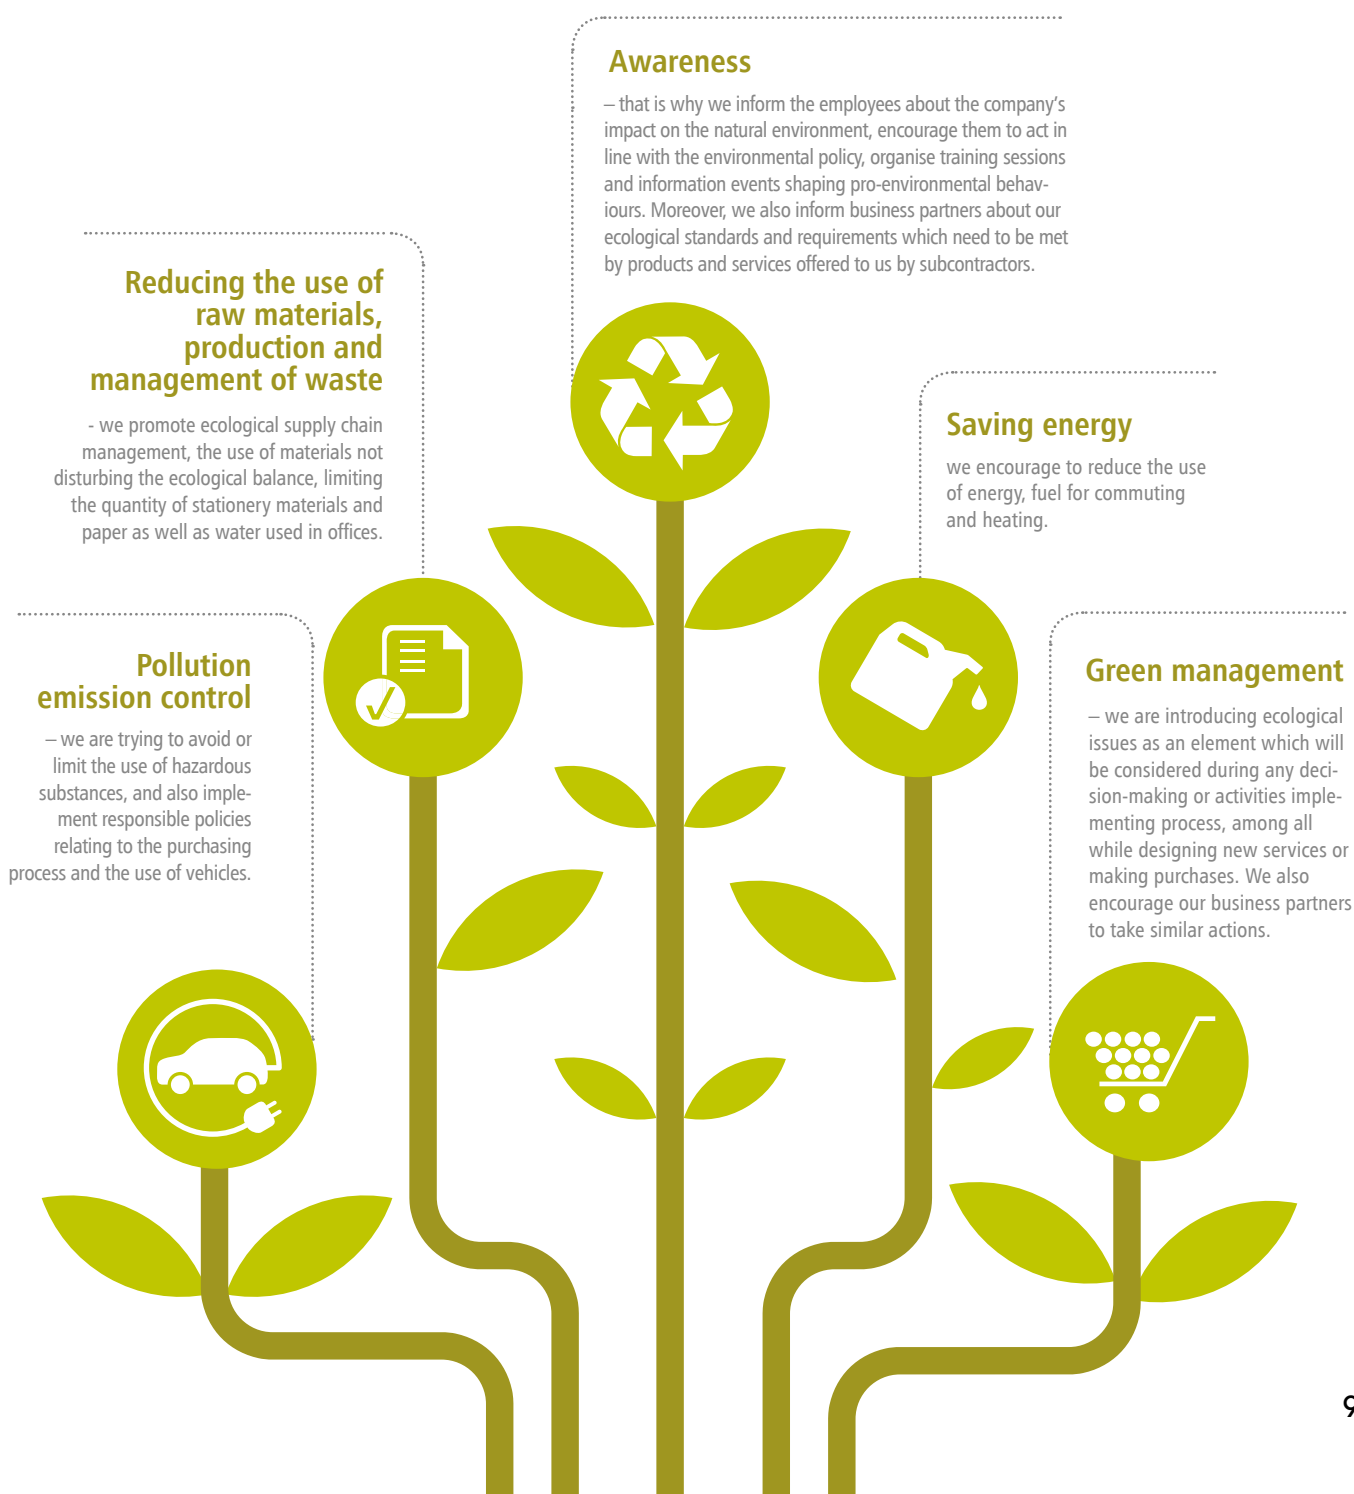 Awareness
– that is why we inform the employees about the company's
impact on the natural environment, encourage them to act in
line with the environmental policy, organise training sessions
and information events shaping pro-environmental behav-
iours. Moreover, we also inform business partners about our
ecological standards and requirements which need to be met
by products and services offered to us by subcontractors.
Reducing the use of
raw materials,
production and
management of waste
- we promote ecological supply chain
management, the use of materials not
disturbing the ecological balance, limiting
the quantity of stationery materials and
paper as well as water used in offices.
Saving energy
we encourage to reduce the use
of energy, fuel for commuting
and heating.
Pollution
emission control
– we are trying to avoid or
limit the use of hazardous
substances, and also imple-
ment responsible policies
relating to the purchasing
process and the use of vehicles.
Green management
– we are introducing ecological
issues as an element which will
be considered during any deci-
sion-making or activities imple-
menting process, among all
while designing new services or
making purchases. We also
encourage our business partners
to take similar actions.